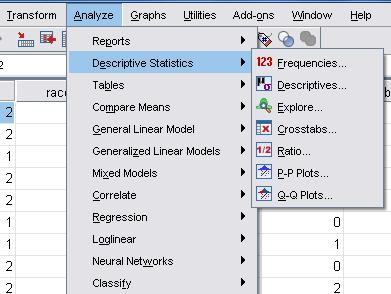 Transform Analyze Graphs Utilities Add-ons Window Help
Reports
Descriptive Statistics
Tables
Compare Means
General Linear Model
Generalized Linear Models
Mixed Models
Correlate
Regression
Loglinear
Neural Networks
Classify
123 Frequencies...
Descriptives...
Explore...
Crosstabs...
1/2 Ratio...
P-P Plots...
Q-Q Plots...
2
2
2
1
2
2
1
2
2
2
0
1
0
2